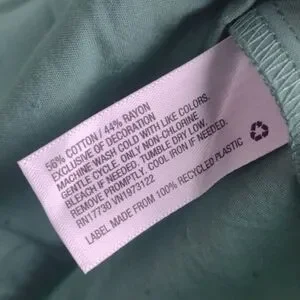 56% COTTON / 44% RAYON
EXCLUSIVE OF DECORATION
MACHINE WASH COLD WITH LIKE COLORS.
GENTLE CYCLE. ONLY NON-CHLORINE
BLEACH IF NEEDED. TUMBLE DRY LOW.
REMOVE PROMPTLY. COOL IRON IF NEEDED.
RN17730 VN1973122
LABEL MADE FROM 100% RECYCLED PLASTIC